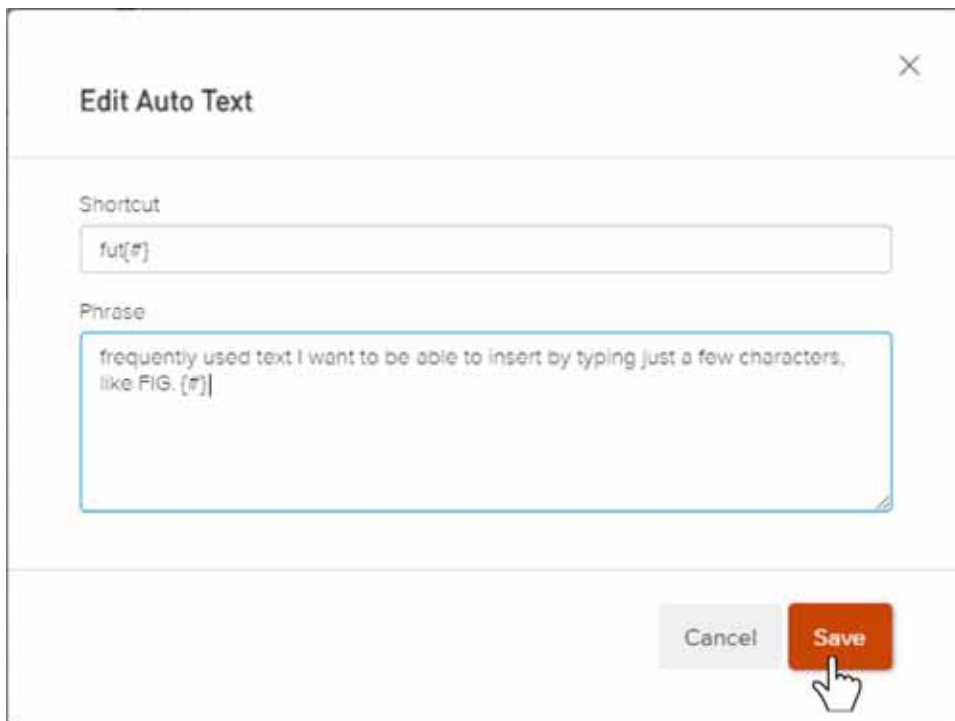 Edit Auto Text
Shortcut
fut{#}
Phrase
frequently used text I want to be able to insert by typing just a few characters,
like FIG. {#}
Cancel
Save